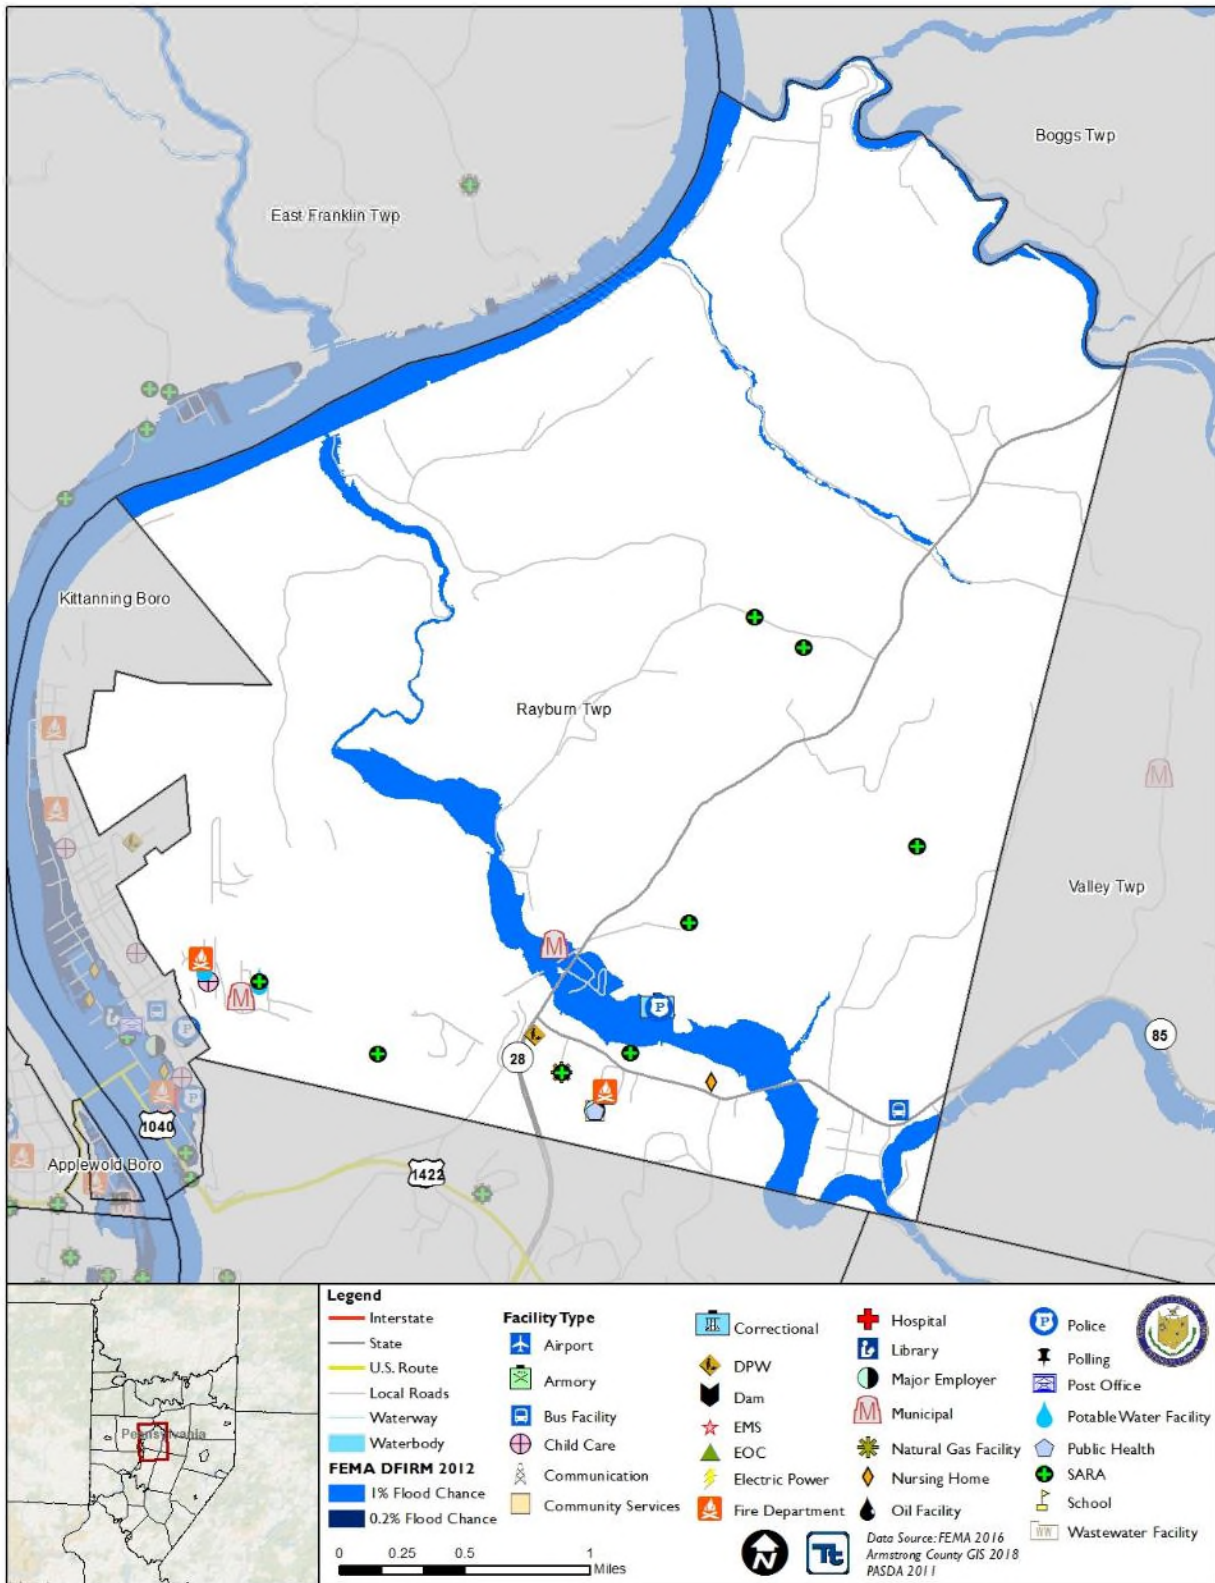 Boggs Twp
East Franklin Twp
Kittanning Boro
Rayburn Twp
Valley Twp
M
M
M
P
P
P
85
28
1040
Applewold Boro
1422
M
Legend
Interstate
State
U.S. Route
Local Roads
Waterway
Waterbody
FEMA DFIRM 2012
1% Flood Chance
0.2% Flood Chance
0 0.25 0.5 1
Miles
Facility Type
Airport
Armory
Bus Facility
Child Care
Communication
Community Services
Correctional
DPW
Dam
EMS
EOC
Electric Power
Fire Department
Hospital
Library
Major Employer
M Municipal
Natural Gas Facility
Nursing Home
Oil Facility
P Police
Polling
Post Office
Potable Water Facility
Public Health
SARA
School
WW Wastewater Facility
N
Tt
Data Source: FEMA 2016
Armstrong County GIS 2018
PASDA 2011
Pennsylvania